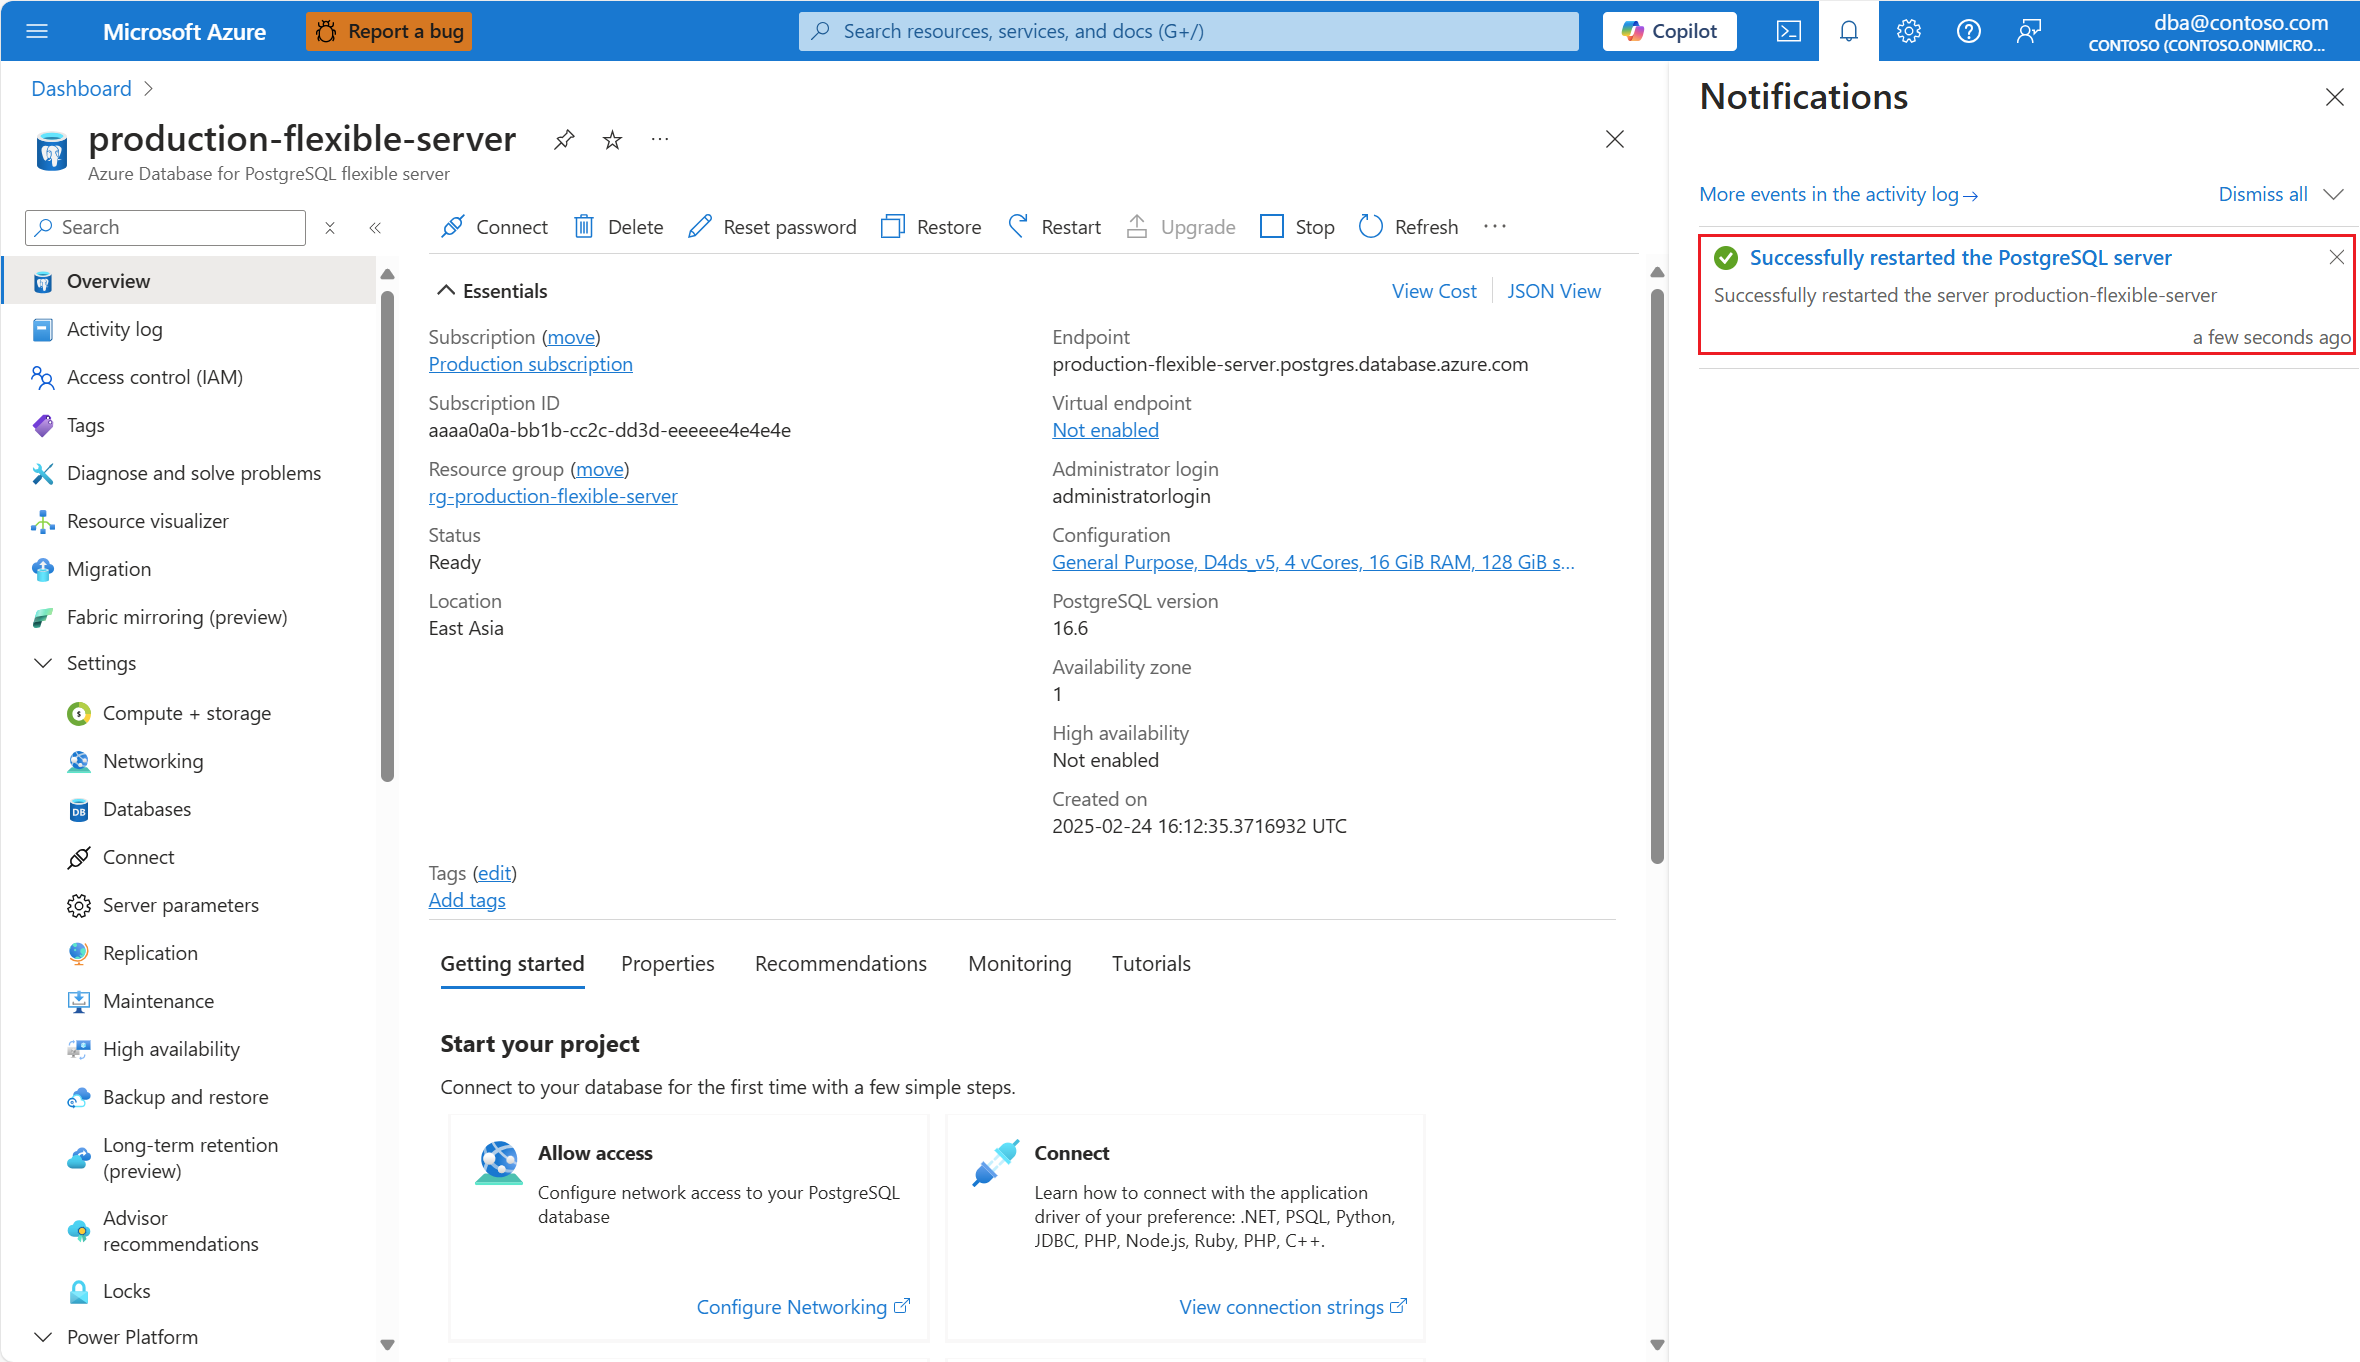 Microsoft Azure
Report a bug
Search resources, services, and docs (G+/)
Copilot
dba@contoso.com
CONTOSO (CONTOSO.ONMICRO...
Dashboard
production-flexible-server
Azure Database for PostgreSQL flexible server
Search
Overview
Activity log
Access control (IAM)
Tags
Diagnose and solve problems
Resource visualizer
Migration
Fabric mirroring (preview)
Settings
Compute + storage
Networking
Databases
Connect
Server parameters
Replication
Maintenance
High availability
Backup and restore
Long-term retention
(preview)
Advisor
recommendations
Locks
Power Platform
Connect
Delete
Reset password
Restore
Restart
Upgrade
Stop
Refresh
Essentials
View Cost
JSON View
Subscription (move)
Production subscription
Subscription ID
aaaa0a0a-bb1b-cc2c-dd3d-eeeeee4e4e4e
Resource group (move)
rg-production-flexible-server
Status
Ready
Location
East Asia
Endpoint
production-flexible-server.postgres.database.azure.com
Virtual endpoint
Not enabled
Administrator login
administratorlogin
Configuration
General Purpose, D4ds_v5, 4 vCores, 16 GiB RAM, 128 GiB s...
PostgreSQL version
16.6
Availability zone
1
High availability
Not enabled
Created on
2025-02-24 16:12:35.3716932 UTC
Tags (edit)
Add tags
Getting started
Properties
Recommendations
Monitoring
Tutorials
Start your project
Connect to your database for the first time with a few simple steps.
Allow access
Configure network access to your PostgreSQL
database
Configure Networking
Connect
Learn how to connect with the application
driver of your preference: .NET, PSQL, Python,
JDBC, PHP, Node.js, Ruby, PHP, C++.
View connection strings
Notifications
More events in the activity log→
Dismiss all
Successfully restarted the PostgreSQL server
Successfully restarted the server production-flexible-server
a few seconds ago